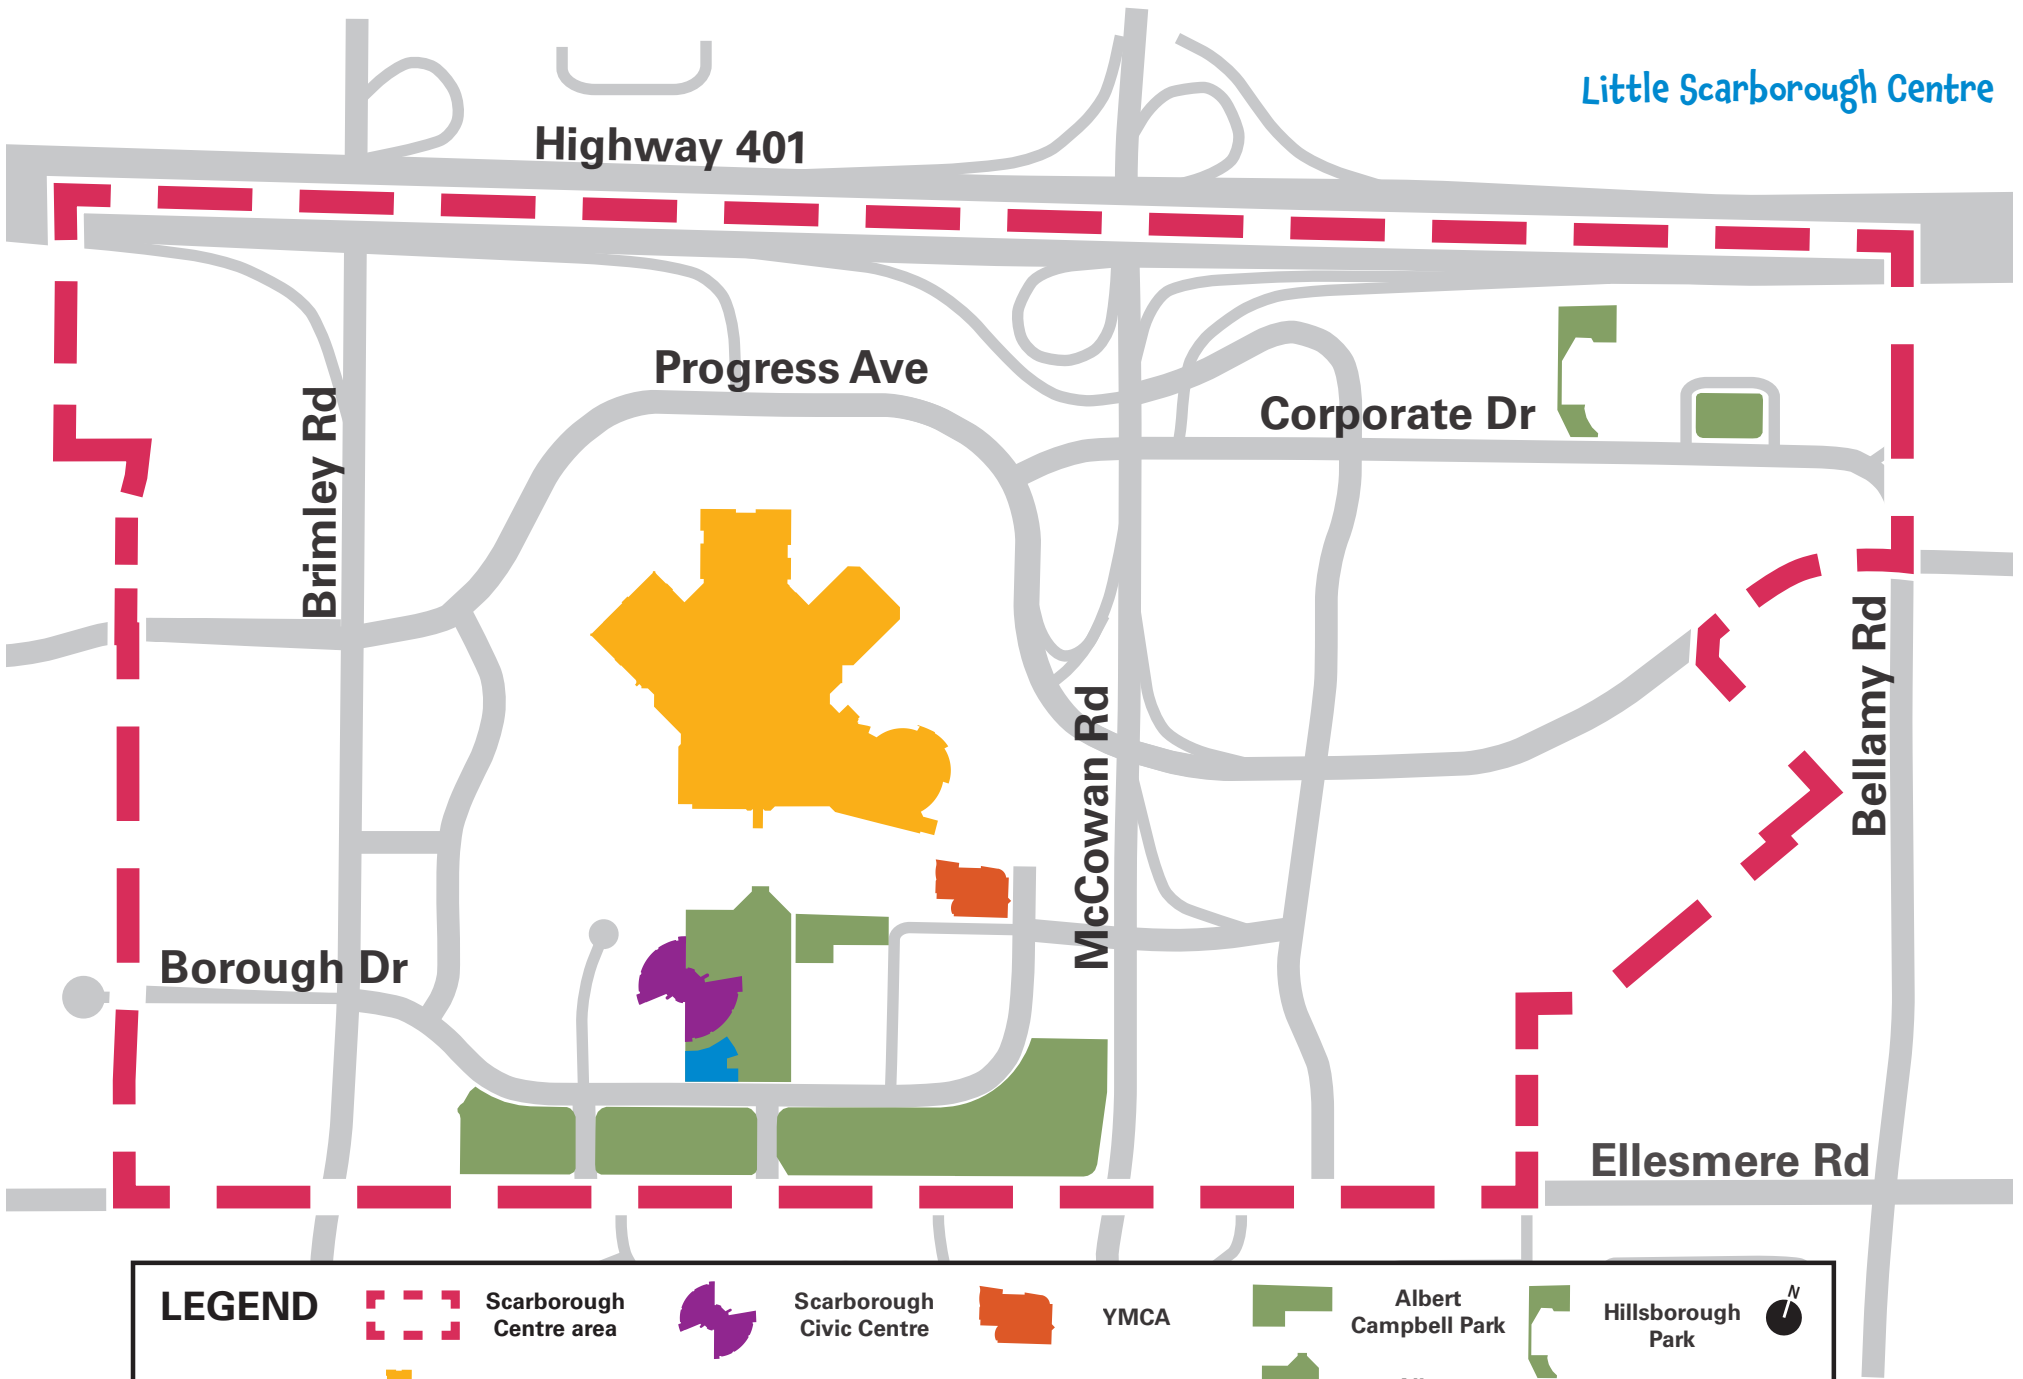 Little Scarborough Centre
Highway 401
Progress Ave
Corporate Dr
Brimley Rd
Bellamy Rd
McCowan Rd
Borough Dr
Ellesmere Rd
LEGEND
Scarborough
Centre area
Scarborough
Civic Centre
YMCA
Albert
Campbell Park
Hillsborough
Park
N